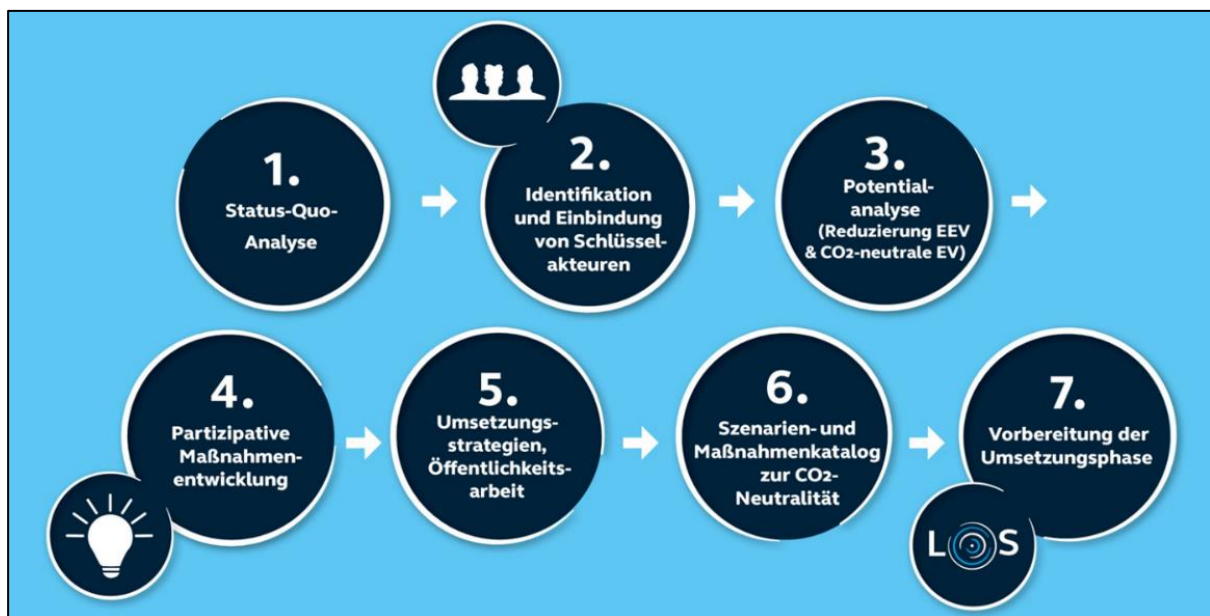 1.
Status-Quo-
Analyse
2.
Identifikation
und Einbindung
von Schlüssel-
akteuren
3.
Potential-
analyse
(Reduzierung EEV
& CO2-neutrale EV)
4.
Partizipative
Maßnahmen-
entwicklung
5.
Umsetzungs-
strategien,
Öffentlichkeits-
arbeit
6.
Szenarien- und
Maßnahmenkatalog
zur CO2-
Neutralität
7.
Vorbereitung der
Umsetzungsphase
LOS